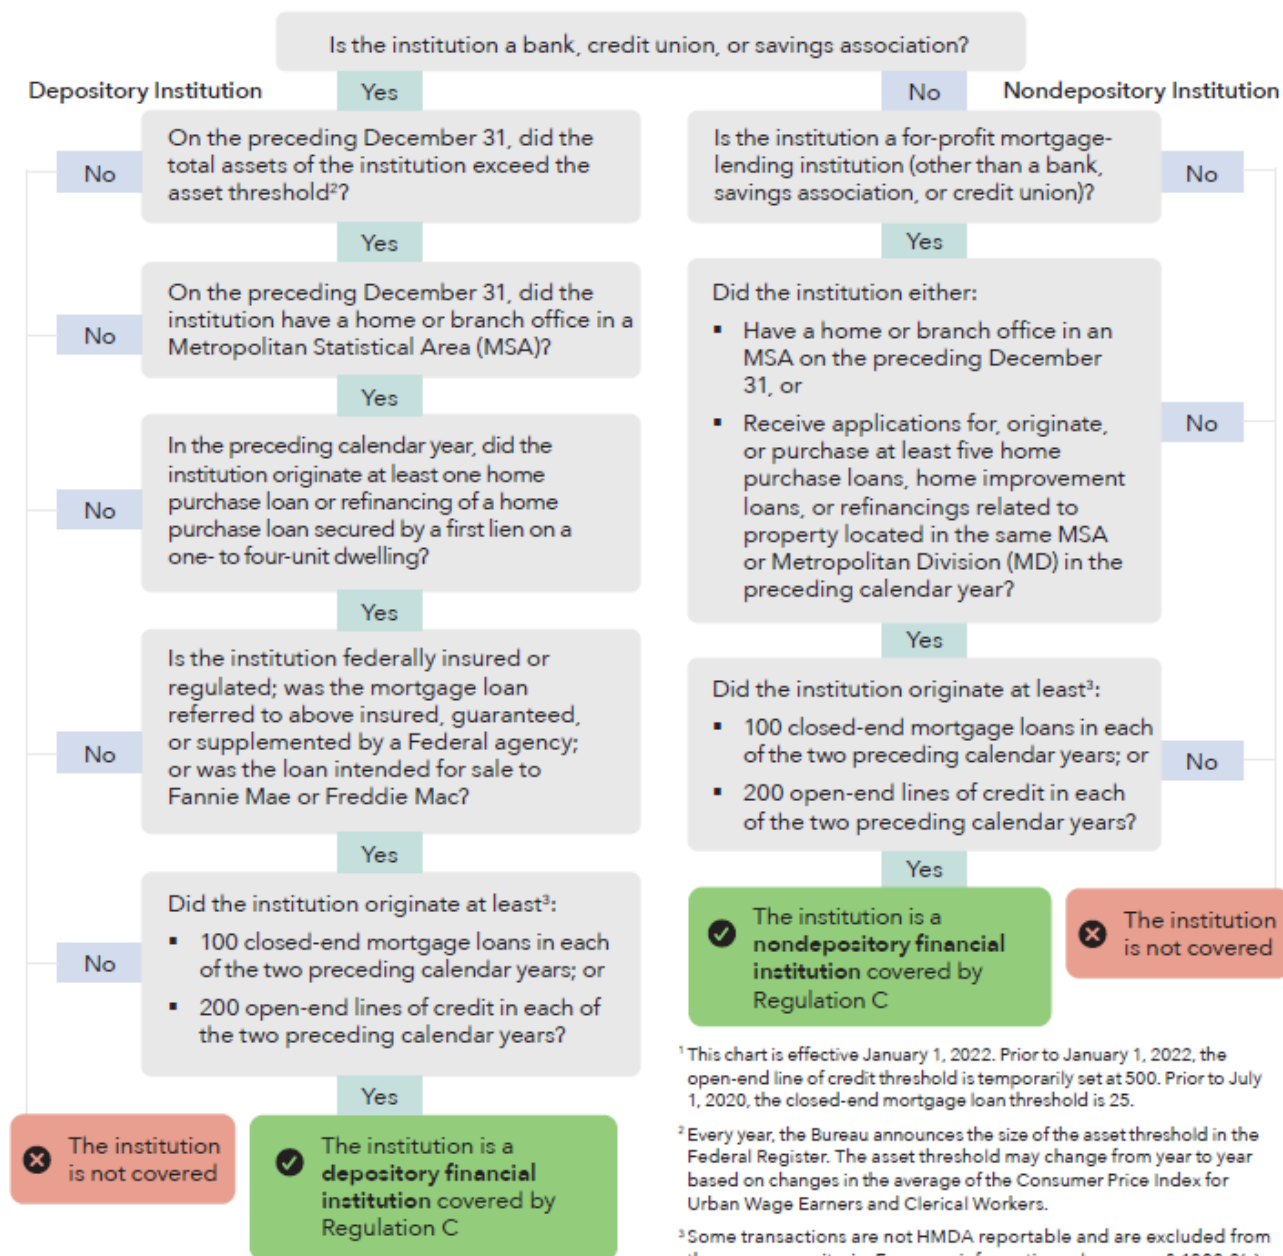 Is the institution a bank, credit union, or savings association?
Depository Institution
Yes
No
Nondepository Institution
On the preceding December 31, did the
total assets of the institution exceed the
asset threshold²?
No
Yes
On the preceding December 31, did the
institution have a home or branch office in a
Metropolitan Statistical Area (MSA)?
No
Yes
In the preceding calendar year, did the
institution originate at least one home
purchase loan or refinancing of a home
purchase loan secured by a first lien on a
one- to four-unit dwelling?
No
Yes
Is the institution federally insured or
regulated; was the mortgage loan
referred to above insured, guaranteed,
or supplemented by a Federal agency;
or was the loan intended for sale to
Fannie Mae or Freddie Mac?
No
Yes
Did the institution originate at least³:
▪ 100 closed-end mortgage loans in each
of the two preceding calendar years; or
▪ 200 open-end lines of credit in each of
the two preceding calendar years?
No
Yes
The institution
is not covered
The institution is a
depository financial
institution covered by
Regulation C
Is the institution a for-profit mortgage-
lending institution (other than a bank,
savings association, or credit union)?
No
Yes
Did the institution either:
▪ Have a home or branch office in an
MSA on the preceding December
31, or
▪ Receive applications for, originate,
or purchase at least five home
purchase loans, home improvement
loans, or refinancings related to
property located in the same MSA
or Metropolitan Division (MD) in the
preceding calendar year?
No
Yes
Did the institution originate at least³:
▪ 100 closed-end mortgage loans in each
of the two preceding calendar years; or
▪ 200 open-end lines of credit in each
of the two preceding calendar years?
No
Yes
The institution is a
nondepository financial
institution covered by
Regulation C
The institution
is not covered
¹ This chart is effective January 1, 2022. Prior to January 1, 2022, the
open-end line of credit threshold is temporarily set at 500. Prior to July
1, 2020, the closed-end mortgage loan threshold is 25.
² Every year, the Bureau announces the size of the asset threshold in the
Federal Register. The asset threshold may change from year to year
based on changes in the average of the Consumer Price Index for
Urban Wage Earners and Clerical Workers.
³ Some transactions are not HMDA reportable and are excluded from